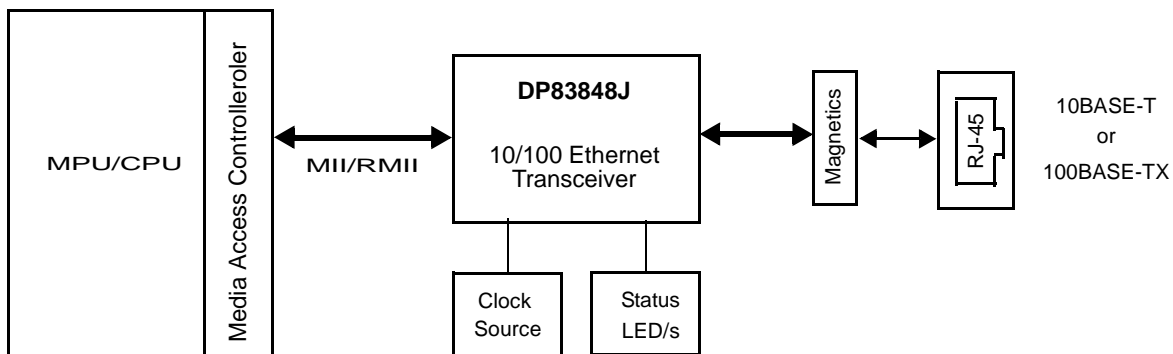 MPU/CPU
Media Access Controlleroler
MII/RMII
DP83848J
10/100 Ethernet
Transceiver
Clock
Source
Status
LED/s
Magnetics
RJ-45
10BASE-T
or
100BASE-TX